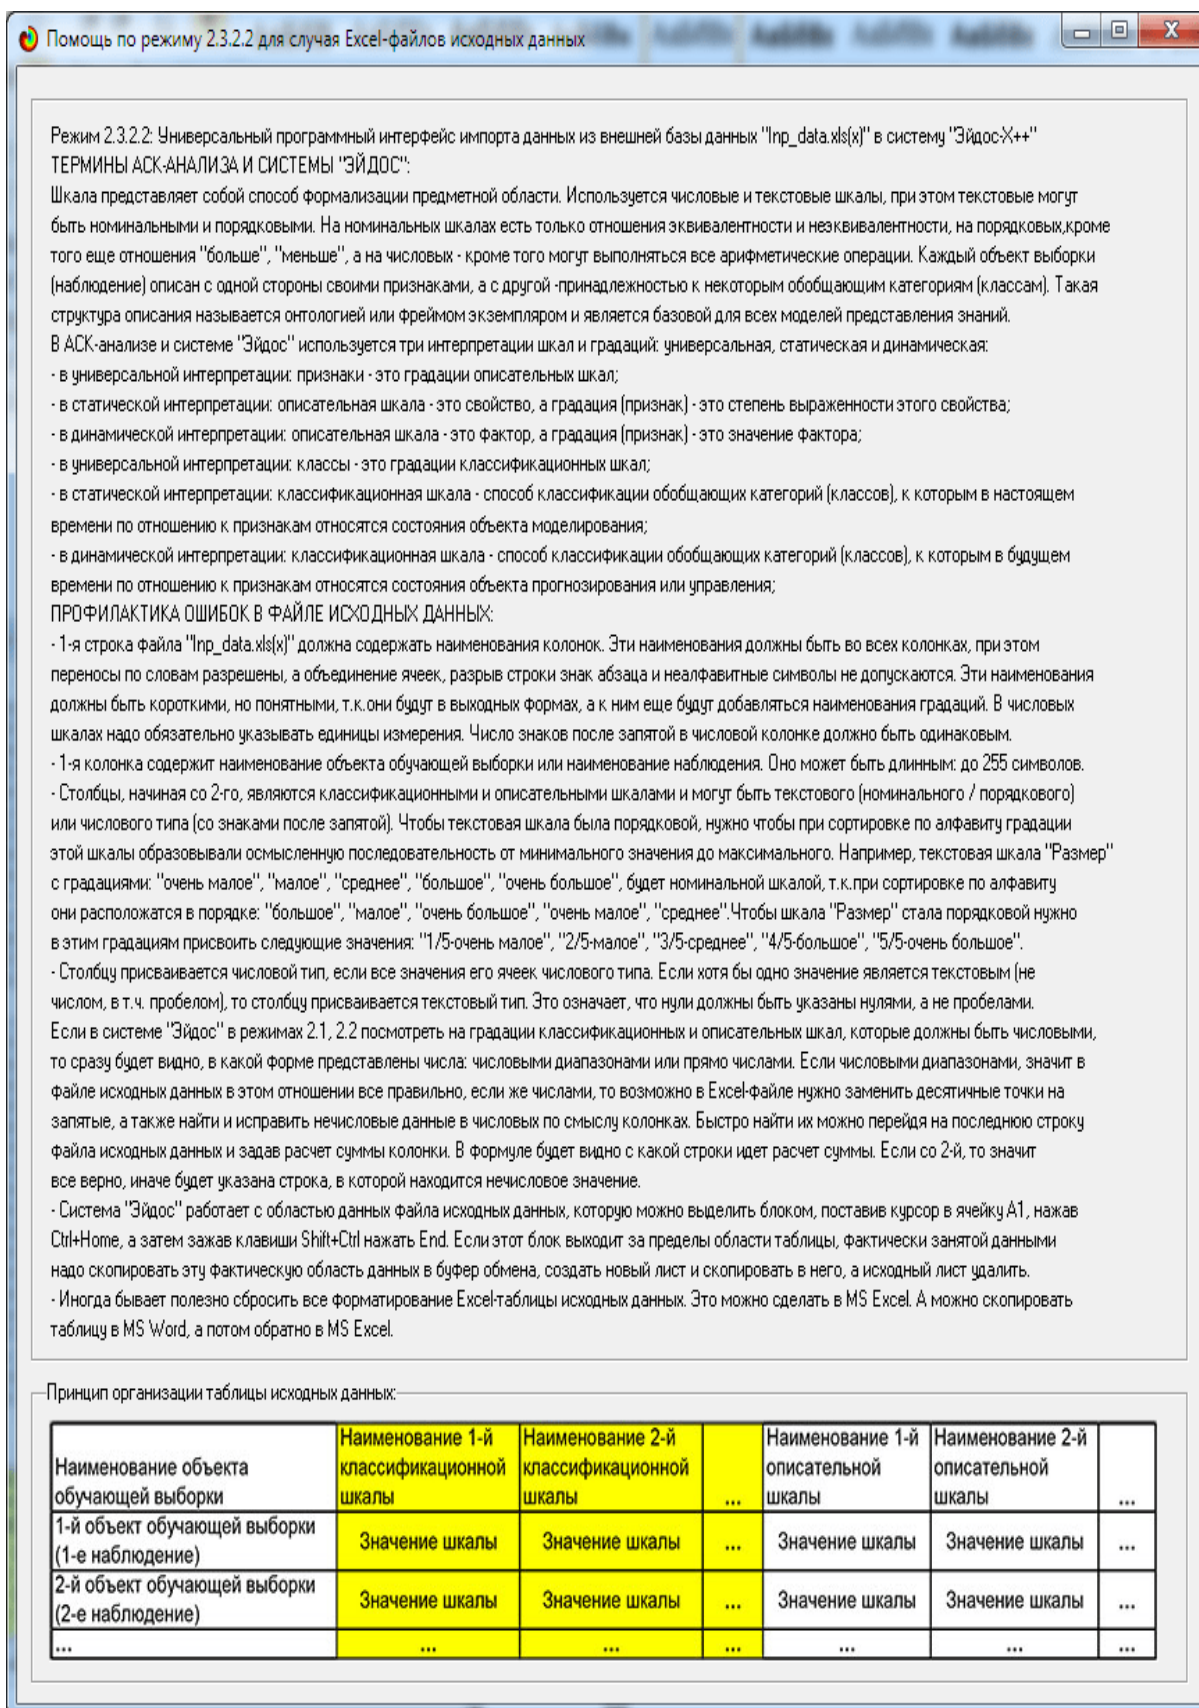 Помощь по режиму 2.3.2.2 для случая Excel-файлов исходных данных
Режим 2.3.2.2: Универсальный программный интерфейс импорта данных из внешней базы данных "Inp_data.xls(x)" в систему "Эйдос-X++"
ТЕРМИНЫ АСК-АНАЛИЗА И СИСТЕМЫ "ЭЙДОС":
Шкала представляет собой способ формализации предметной области. Используется числовые и текстовые шкалы, при этом текстовые могут
быть номинальными и порядковыми. На номинальных шкалах есть только отношения эквивалентности и неэквивалентности, на порядковых,кроме
того еще отношения "больше", "меньше", а на числовых - кроме того могут выполняться все арифметические операции. Каждый объект выборки
(наблюдение) описан с одной стороны своими признаками, а с другой -принадлежностью к некоторым обобщающим категориям (классам). Такая
структура описания называется онтологией или фреймом экземпляром и является базовой для всех моделей представления знаний.
В АСК-анализе и системе "Эйдос" используется три интерпретации шкал и градаций: универсальная, статическая и динамическая:
- в универсальной интерпретации: признаки - это градации описательных шкал;
- в статической интерпретации: описательная шкала - это свойство, а градация (признак) - это степень выраженности этого свойства;
- в динамической интерпретации: описательная шкала - это фактор, а градация (признак) - это значение фактора;
- в универсальной интерпретации: классы - это градации классификационных шкал;
- в статической интерпретации: классификационная шкала - способ классификации обобщающих категорий (классов), к которым в настоящем
времени по отношению к признакам относятся состояния объекта моделирования;
- в динамической интерпретации: классификационная шкала - способ классификации обобщающих категорий (классов), к которым в будущем
времени по отношению к признакам относятся состояния объекта прогнозирования или управления;
ПРОФИЛАКТИКА ОШИБОК В ФАЙЛЕ ИСХОДНЫХ ДАННЫХ:
- 1-я строка файла "Inp_data.xls(x)" должна содержать наименования колонок. Эти наименования должны быть во всех колонках, при этом
переносы по словам разрешены, а объединение ячеек, разрыв строки знак абзаца и неалфавитные символы не допускаются. Эти наименования
должны быть короткими, но понятными, т.к.они будут в выходных формах, а к ним еще будут добавляться наименования градаций. В числовых
шкалах надо обязательно указывать единицы измерения. Число знаков после запятой в числовой колонке должно быть одинаковым.
- 1-я колонка содержит наименование объекта обучающей выборки или наименование наблюдения. Оно может быть длинным: до 255 символов.
- Столбцы, начиная со 2-го, являются классификационными и описательными шкалами и могут быть текстового (номинального / порядкового)
или числового типа (со знаками после запятой). Чтобы текстовая шкала была порядковой, нужно чтобы при сортировке по алфавиту градации
этой шкалы образовывали осмысленную последовательность от минимального значения до максимального. Например, текстовая шкала "Размер"
с градациями: "очень малое", "малое", "среднее", "большое", "очень большое", будет номинальной шкалой, т.к.при сортировке по алфавиту
они расположатся в порядке: "большое", "малое", "очень большое", "очень малое", "среднее".Чтобы шкала "Размер" стала порядковой нужно
в этим градациям присвоить следующие значения: "1/5-очень малое", "2/5-малое", "3/5-среднее", "4/5-большое", "5/5-очень большое".
- Столбцу присваивается числовой тип, если все значения его ячеек числового типа. Если хотя бы одно значение является текстовым (не
числом, в т.ч. пробелом), то столбцу присваивается текстовый тип. Это означает, что нули должны быть указаны нулями, а не пробелами.
Если в системе "Эйдос" в режимах 2.1, 2.2 посмотреть на градации классификационных и описательных шкал, которые должны быть числовыми,
то сразу будет видно, в какой форме представлены числа: числовыми диапазонами или прямо числами. Если числовыми диапазонами, значит в
файле исходных данных в этом отношении все правильно, если же числами, то возможно в Excel-файле нужно заменить десятичные точки на
запятые, а также найти и исправить нечисловые данные в числовых по смыслу колонках. Быстро найти их можно перейдя на последнюю строку
файла исходных данных и задав расчет суммы колонки. В формуле будет видно с какой строки идет расчет суммы. Если со 2-й, то значит
все верно, иначе будет указана строка, в которой находится нечисловое значение.
- Система "Эйдос" работает с областью данных файла исходных данных, которую можно выделить блоком, поставив курсор в ячейку A1, нажав
Ctrl+Home, а затем зажав клавиши Shift+Ctrl нажать End. Если этот блок выходит за пределы области таблицы, фактически занятой данными
надо скопировать эту фактическую область данных в буфер обмена, создать новый лист и скопировать в него, а исходный лист удалить.
- Иногда бывает полезно сбросить все форматирование Excel-таблицы исходных данных. Это можно сделать в MS Excel. А можно скопировать
таблицу в MS Word, а потом обратно в MS Excel.
Принцип организации таблицы исходных данных:
Наименование объекта обучающей выборки Наименование 1-й классификационной шкалы Наименование 2-й классификационной шкалы ... Наименование 1-й описательной шкалы Наименование 2-й описательной шкалы ...
1-й объект обучающей выборки (1-е наблюдение) Значение шкалы Значение шкалы ... Значение шкалы Значение шкалы ...
2-й объект обучающей выборки (2-е наблюдение) Значение шкалы Значение шкалы ... Значение шкалы Значение шкалы ...
... ... ... ... ... ... ...